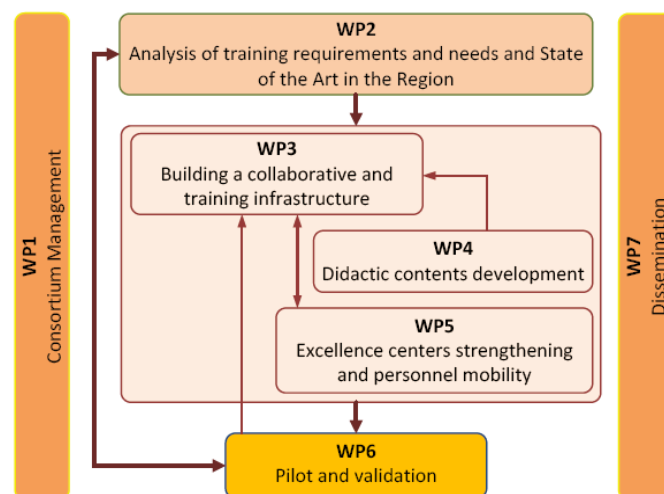 WP1
Consortium Management
WP2
Analysis of training requirements and needs and State
of the Art in the Region
WP3
Building a collaborative and
training infrastructure
WP4
Didactic contents development
WP5
Excellence centers strengthening
and personnel mobility
WP6
Pilot and validation
WP7
Dissemination